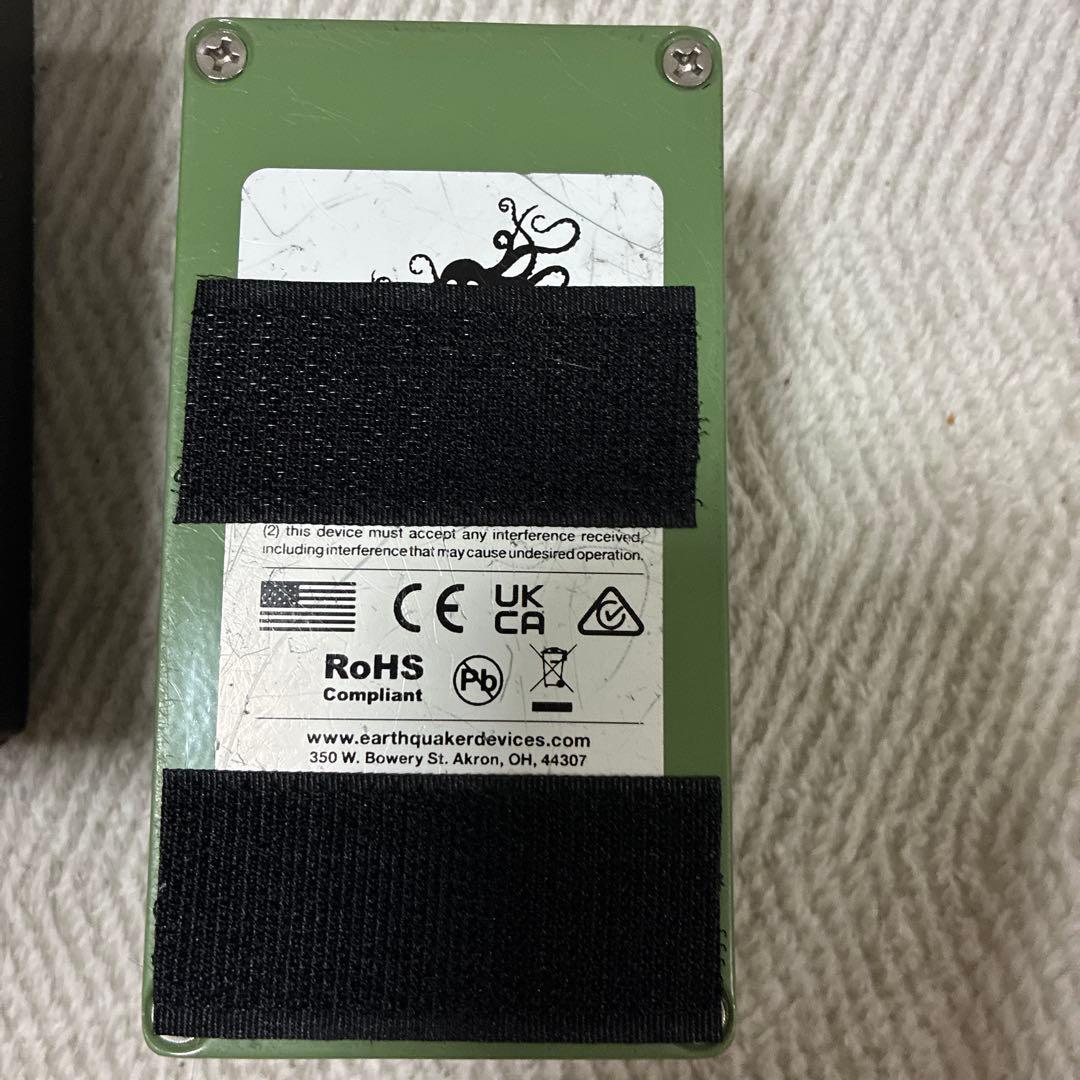 (2) this device must accept any interference received,
including interference that may cause undesired operation.
CE UK
CA
RoHS
Compliant
Pb
www.earthquakerdevices.com
350 W. Bowery St. Akron, OH, 44307